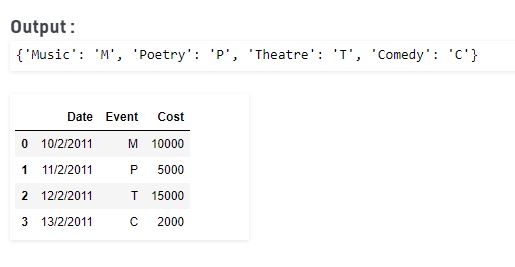 Output :
{'Music': 'M', 'Poetry': 'P', 'Theatre': 'T', 'Comedy': 'C'}
Date Event Cost
0 10/2/2011 M 10000
1 11/2/2011 P 5000
2 12/2/2011 T 15000
3 13/2/2011 C 2000